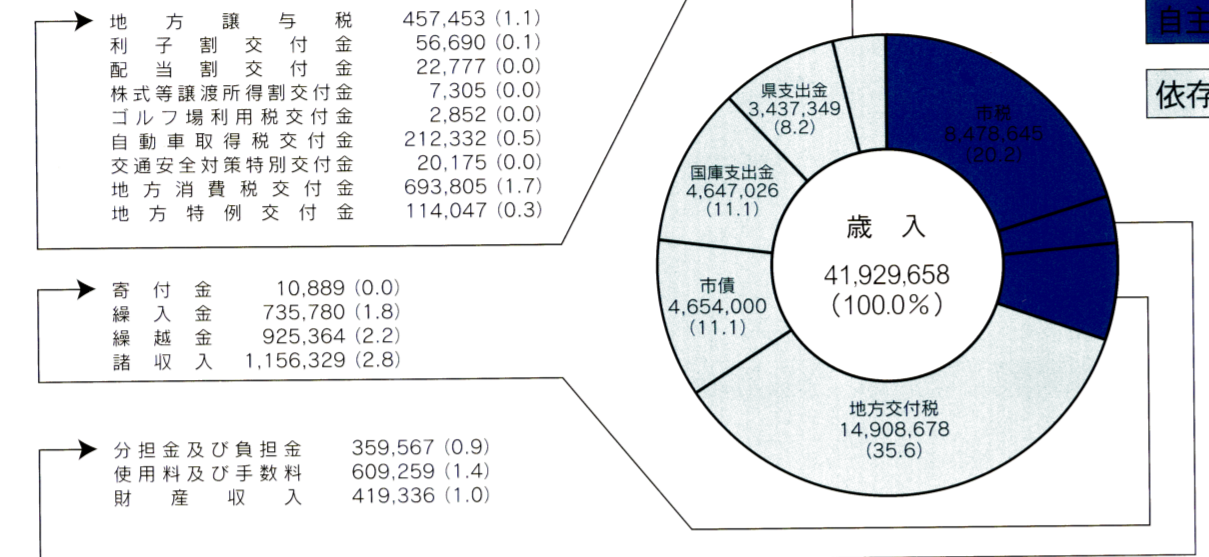 地方譲与税 457,453 (1.1)
利子割交付金 56,690 (0.1)
配当割交付金 22,777 (0.0)
株式等譲渡所得割交付金 7,305 (0.0)
ゴルフ場利用税交付金 2,852 (0.0)
自動車取得税交付金 212,332 (0.5)
交通安全対策特別交付金 20,175 (0.0)
地方消費税交付金 693,805 (1.7)
地方特例交付金 114,047 (0.3)
寄付金 10,889 (0.0)
繰入金 735,780 (1.8)
繰越金 925,364 (2.2)
諸収入 1,156,329 (2.8)
分担金及び負担金 359,567 (0.9)
使用料及び手数料 609,259 (1.4)
財産収入 419,336 (1.0)
県支出金
3,437,349
(8.2)
国庫支出金
4,647,026
(11.1)
市債
4,654,000
(11.1)
地方交付税
14,908,678
(35.6)
市税
8,478,645
(20.2)
歳入
41,929,658
(100.0%)
自主
依存